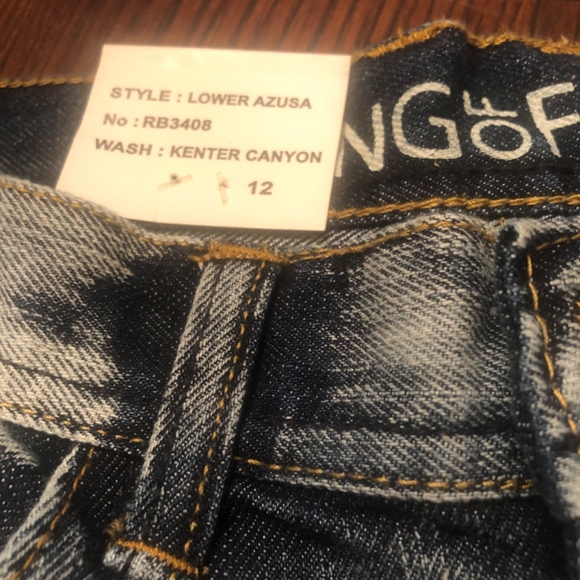 STYLE : LOWER AZUSA
No : RB3408
WASH : KENTER CANYON
12
NG OF F